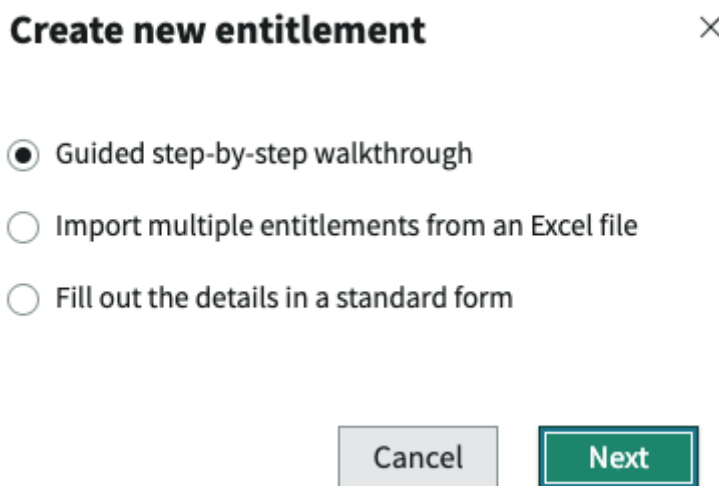 Create new entitlement
Guided step-by-step walkthrough
Import multiple entitlements from an Excel file
Fill out the details in a standard form
Cancel Next